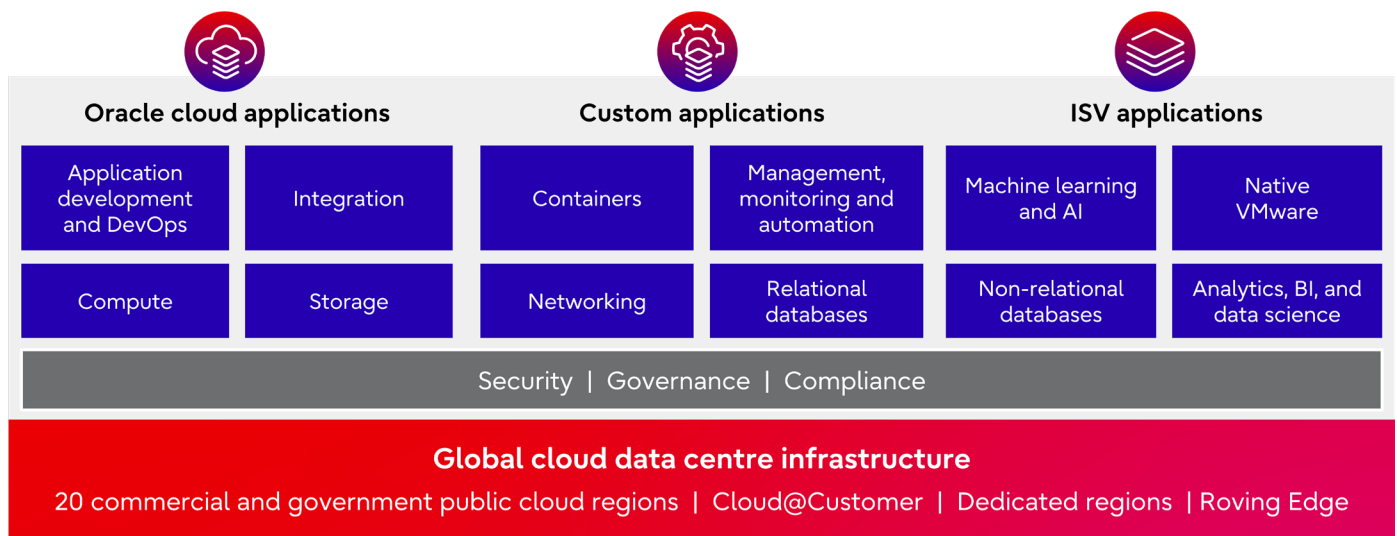 Oracle cloud applications
Custom applications
ISV applications
Application
development
and DevOps
Integration
Containers
Management,
monitoring and
automation
Machine learning
and AI
Native
VMware
Compute
Storage
Networking
Relational
databases
Non-relational
databases
Analytics, BI, and
data science
Security | Governance | Compliance
Global cloud data centre infrastructure
20 commercial and government public cloud regions | Cloud@Customer | Dedicated regions | Roving Edge